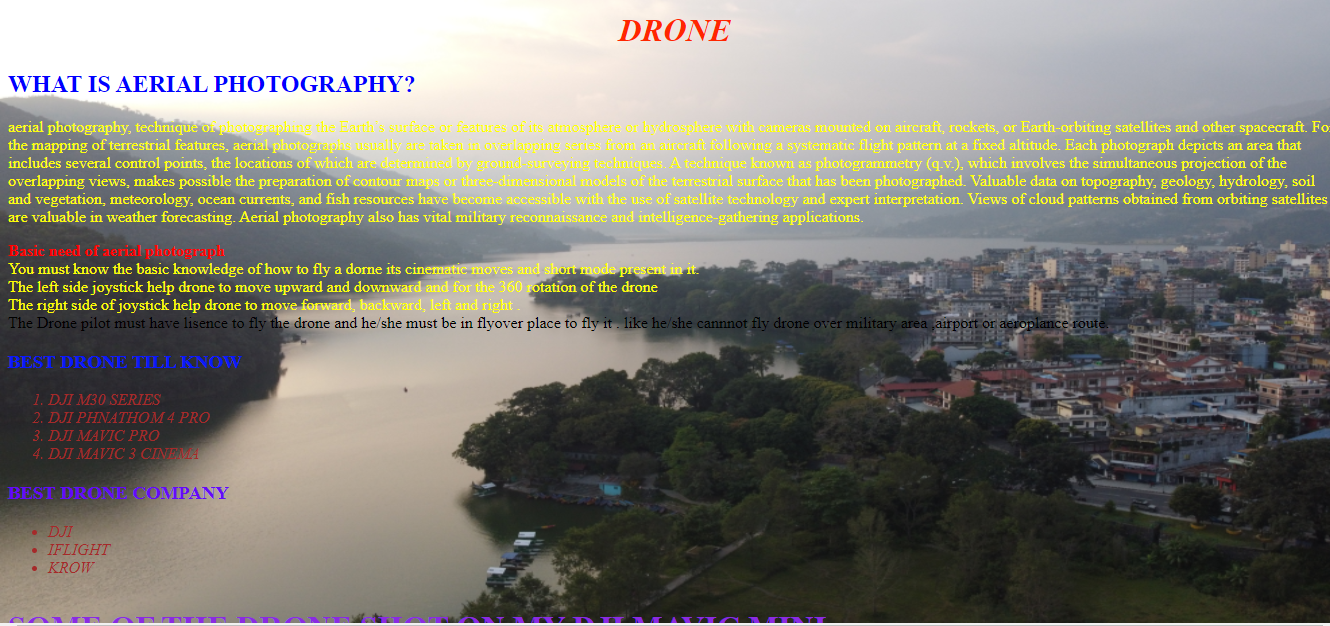 DRONE
WHAT IS AERIAL PHOTOGRAPHY?
aerial photography, technique of photographing the Earth's surface or features of its atmosphere or hydrosphere with cameras mounted on aircraft, rockets, or Earth-orbiting satellites and other spacecraft. Fo
the mapping of terrestrial features, aerial photographs usually are taken in overlapping series from an aircraft following a systematic flight pattern at a fixed altitude. Each photograph depicts an area that
includes several control points, the locations of which are determined by ground-surveying techniques. A technique known as photogrammetry (q.v.), which involves the simultaneous projection of the
overlapping views, makes possible the preparation of contour maps or three-dimensional models of the terrestrial surface that has been photographed. Valuable data on topography, geology, hydrology, soil
and vegetation, meteorology, ocean currents, and fish resources have become accessible with the use of satellite technology and expert interpretation. Views of cloud patterns obtained from orbiting satellites
are valuable in weather forecasting. Aerial photography also has vital military reconnaissance and intelligence-gathering applications.
Basic need of aerial photograph
You must know the basic knowledge of how to fly a dorne its cinematic moves and short mode present in it.
The left side joystick help drone to move upward and downward and for the 360 rotation of the drone
The right side of joystick help drone to move forward, backward, left and right .
The Drone pilot must have lisence to fly the drone and he/she must be in flyover place to fly it . like he/she cannnot fly drone over military area ,airport or aeroplance route.
BEST DRONE TILL KNOW
1. DJI M30 SERIES
2. DJI PHNATHOM 4 PRO
3. DJI MAVIC PRO
4. DJI MAVIC 3 CINEMA
BEST DRONE COMPANY
• DJI
• IFLIGHT
• KROW
SOME OF THE DRONE SHOT ON MY DJI MAVIC MINI